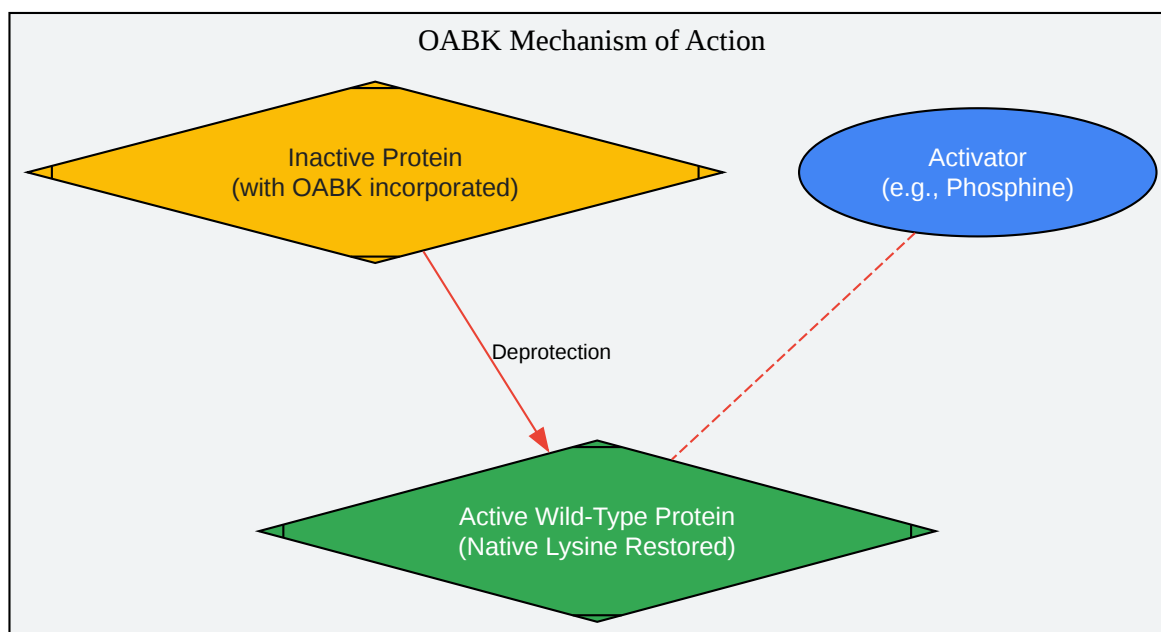 OABK Mechanism of Action
Inactive Protein
(with OABK incorporated)
Activator
(e.g., Phosphine)
Deprotection
Active Wild-Type Protein
(Native Lysine Restored)